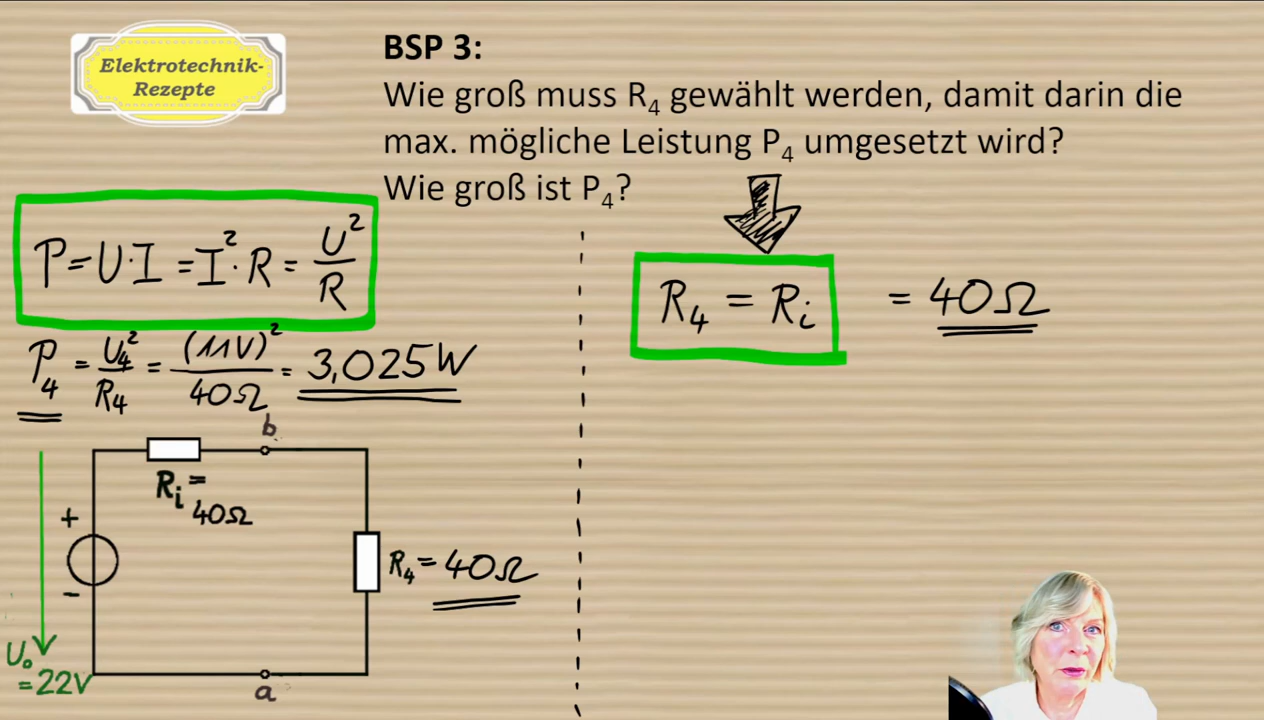 Elektrotechnik-
Rezepte
BSP 3:
Wie groß muss R₄ gewählt werden, damit darin die
max. mögliche Leistung P₄ umgesetzt wird?
Wie groß ist P₄?
P=U·I = I²·R = U²/R
P₄ = U₄²/R₄ = (11V)²/40Ω = 3,025W
R₄ = Ri = 40Ω
b
Ri =
40Ω
+
-
R₄ = 40Ω
U₀
= 22V
a